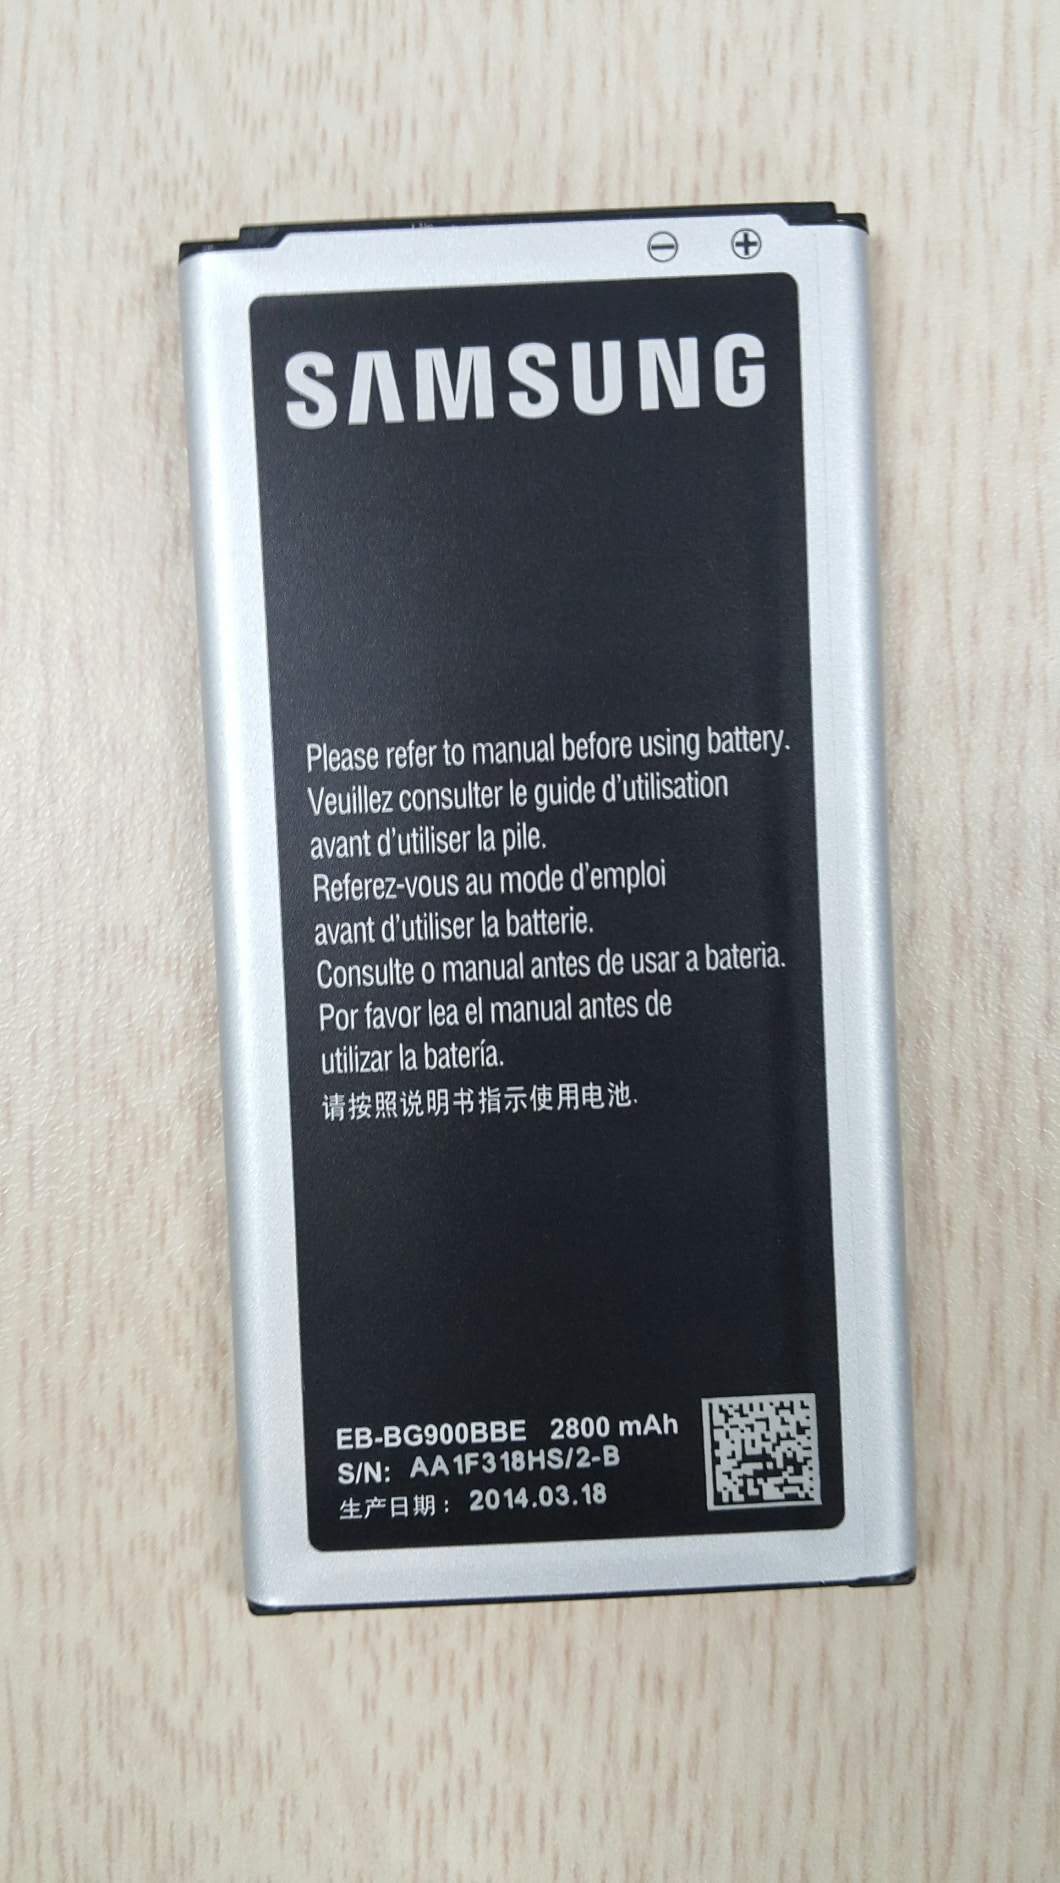 SAMSUNG
Please refer to manual before using battery.
Veuillez consulter le guide d'utilisation
avant d'utiliser la pile.
Referez-vous au mode d'emploi
avant d'utiliser la batterie.
Consulte o manual antes de usar a bateria.
Por favor lea el manual antes de
utilizar la batería.
请按照说明书指示使用电池.
EB-BG900BBE 2800 mAh
S/N: AA1F318HS/2-B
生产日期: 2014.03.18